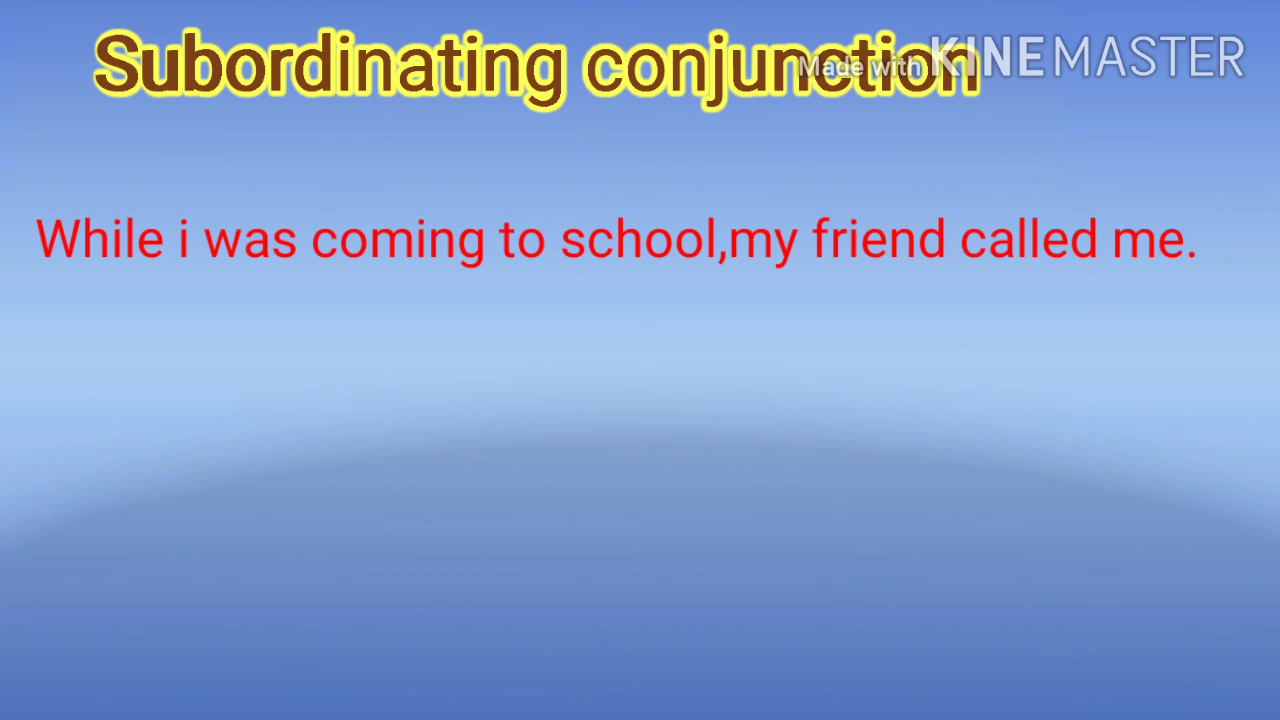 Subordinating conjunction
Made with KINEMASTER
While i was coming to school,my friend called me.